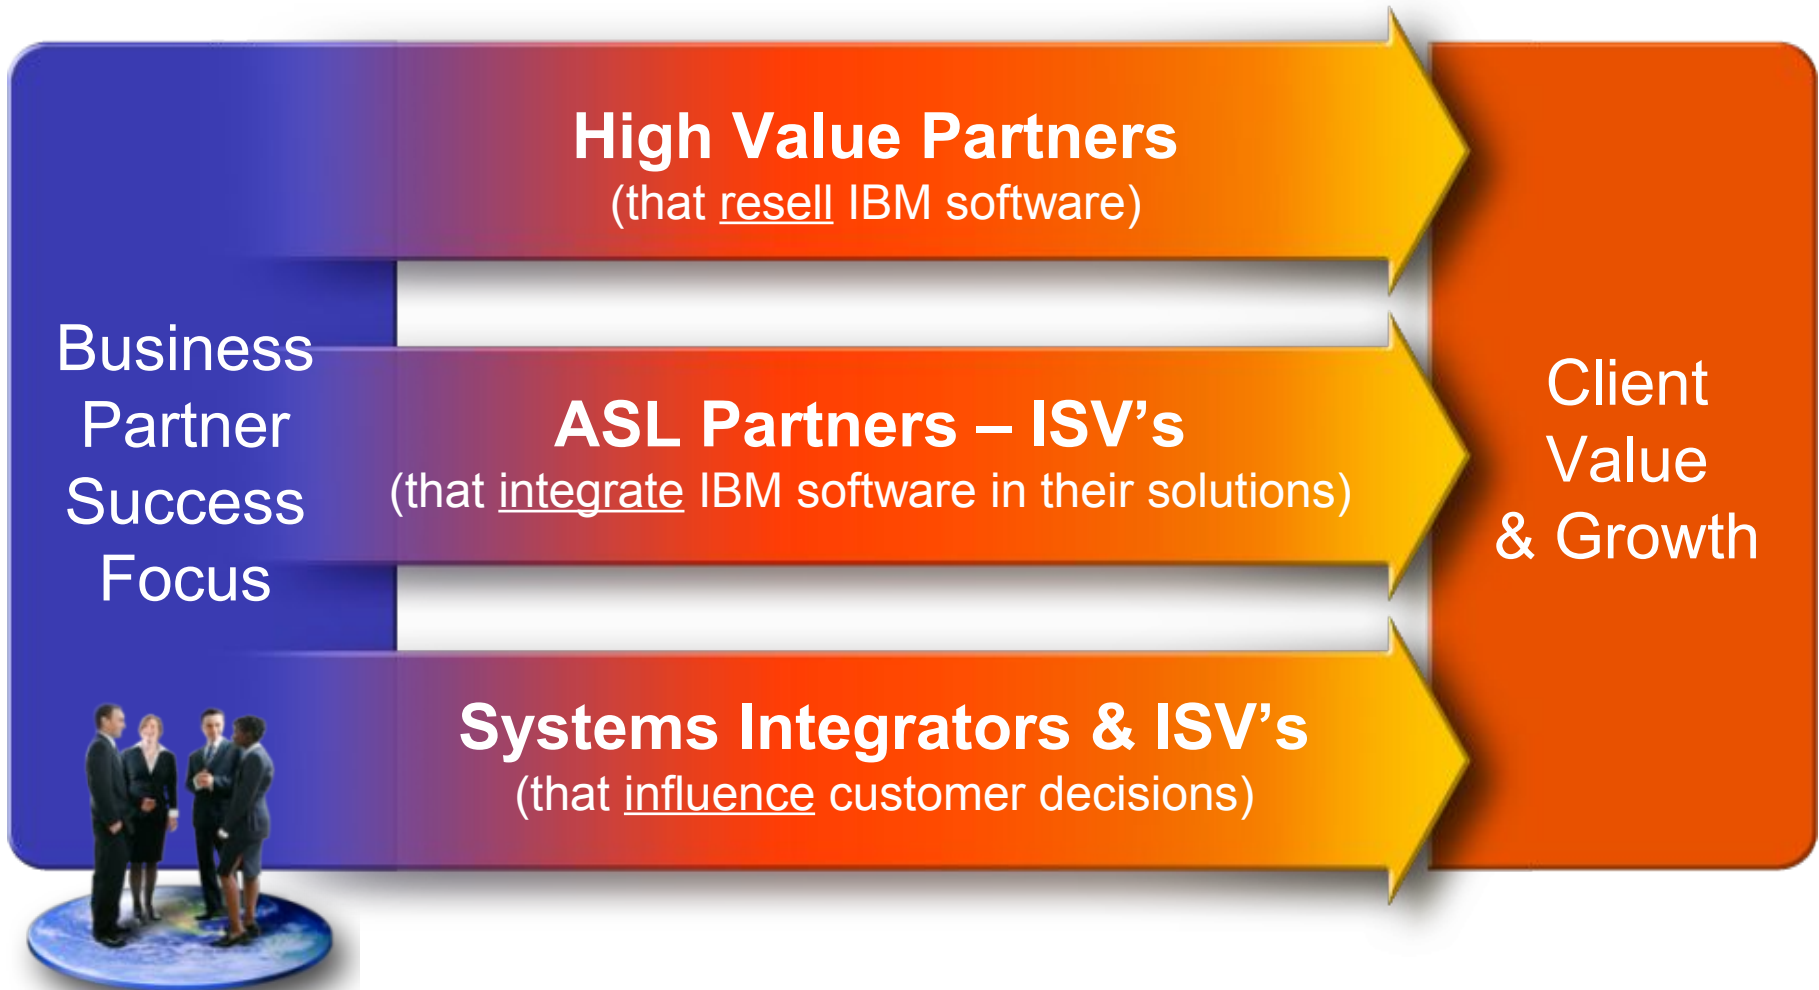 Business
Partner
Success
Focus
High Value Partners
(that resell IBM software)
ASL Partners – ISV’s
(that integrate IBM software in their solutions)
Systems Integrators & ISV’s
(that influence customer decisions)
Client
Value
& Growth